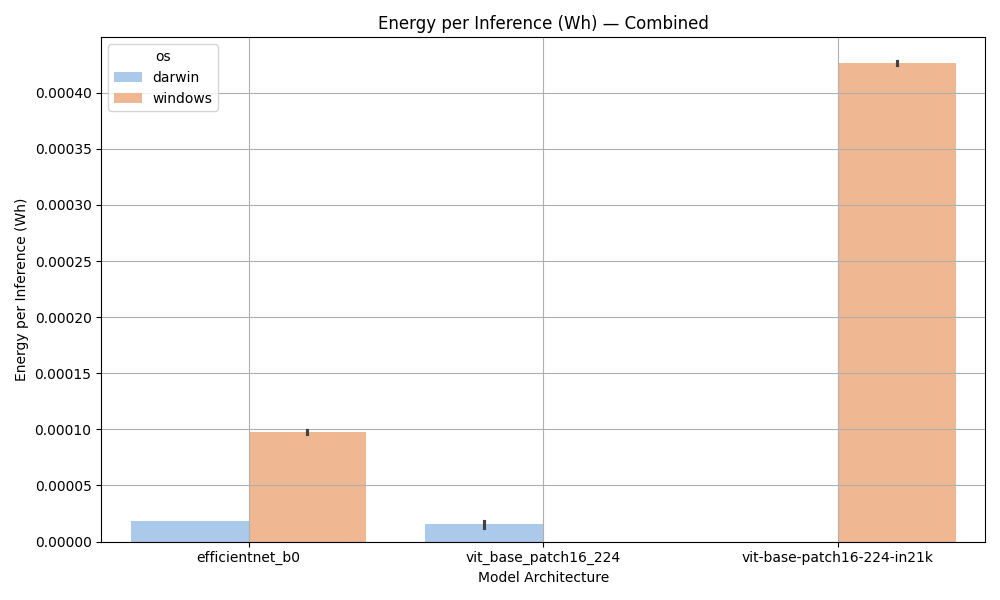 Energy per Inference (Wh) — Combined
os
darwin
windows
Energy per Inference (Wh)
0.00040
0.00035
0.00030
0.00025
0.00020
0.00015
0.00010
0.00005
0.00000
efficientnet_b0
vit_base_patch16_224
vit-base-patch16-224-in21k
Model Architecture